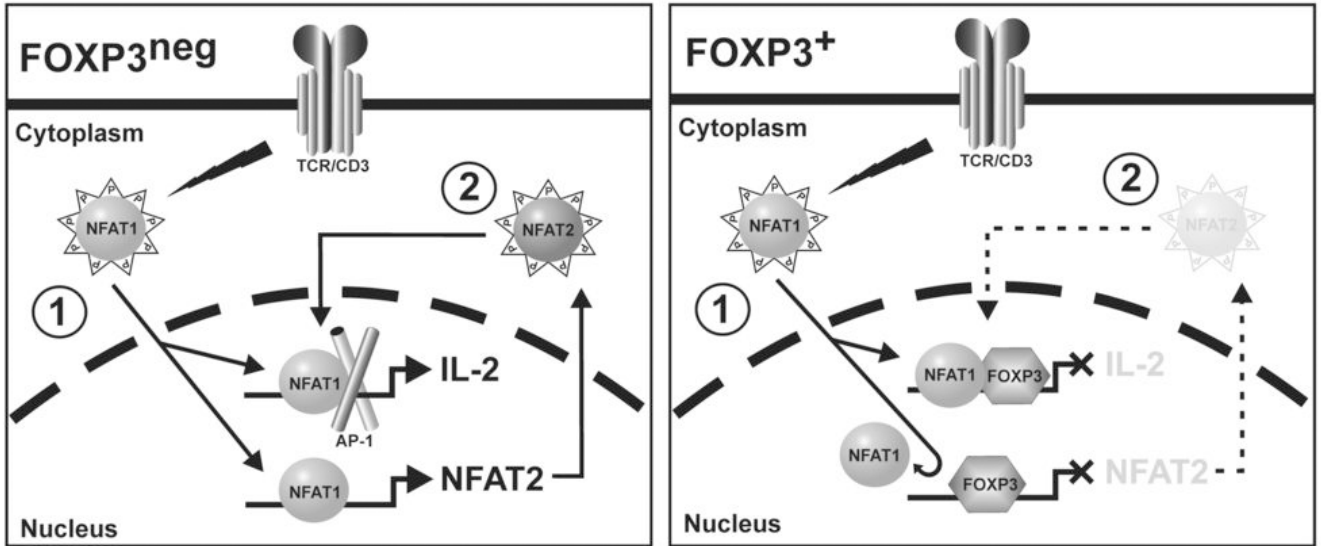 FOXP3neg
Cytoplasm
TCR/CD3
P
P
P
P
P
P
P
NFAT1
2
P
P
P
P
P
P
P
NFAT2
1
NFAT1
AP-1
IL-2
NFAT1
NFAT2
Nucleus
FOXP3+
Cytoplasm
TCR/CD3
P
P
P
P
P
P
P
NFAT1
2
P
P
P
P
P
P
P
NFAT2
1
NFAT1
FOXP3
IL-2
NFAT1
FOXP3
NFAT2
Nucleus